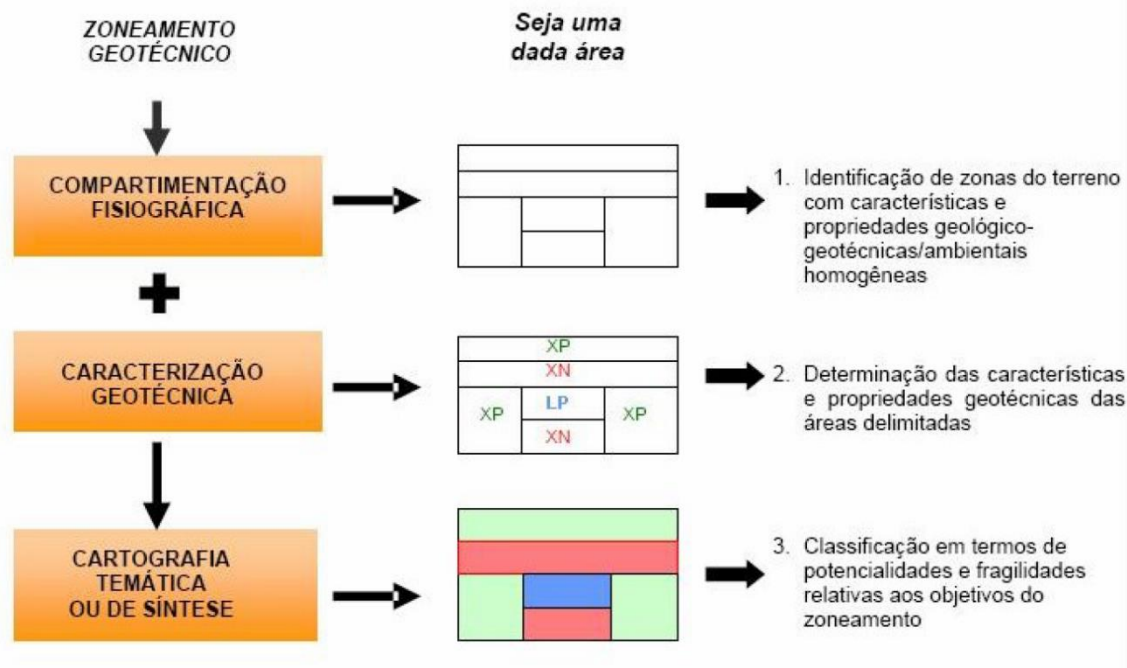 ZONEAMENTO
GEOTÉCNICO
Seja uma
dada área
COMPARTIMENTAÇÃO
FISIOGRÁFICA
1. Identificação de zonas do terreno
com características e
propriedades geológico-
geotécnicas/ambientais
homogêneas
CARACTERIZAÇÃO
GEOTÉCNICA
XP
XN
XP
LP
XP
XN
2. Determinação das características
e propriedades geotécnicas das
áreas delimitadas
CARTOGRAFIA
TEMÁTICA
OU DE SÍNTESE
3. Classificação em termos de
potencialidades e fragilidades
relativas aos objetivos do
zoneamento